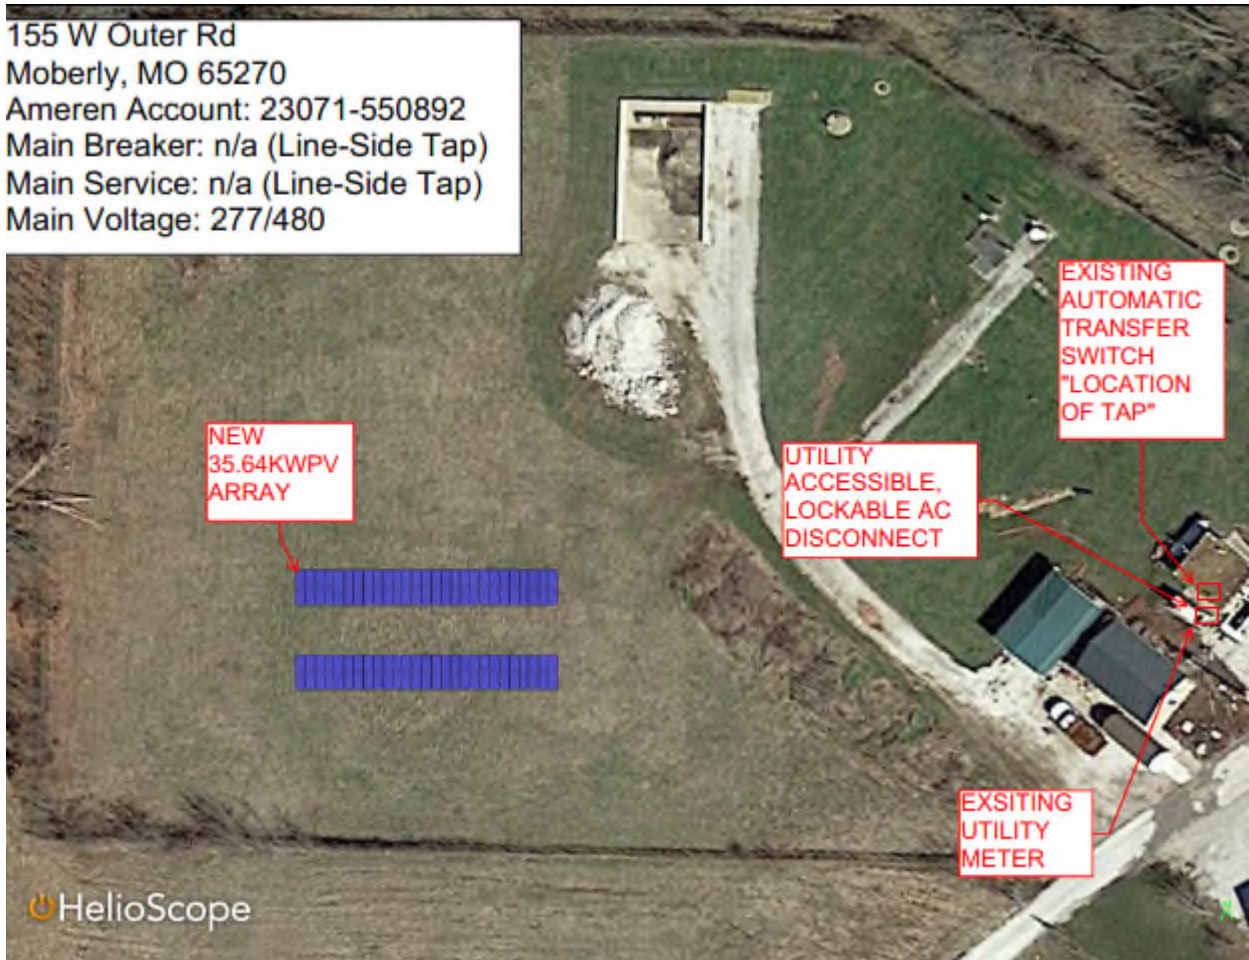 155 W Outer Rd
Moberly, MO 65270
Ameren Account: 23071-550892
Main Breaker: n/a (Line-Side Tap)
Main Service: n/a (Line-Side Tap)
Main Voltage: 277/480
EXISTING
AUTOMATIC
TRANSFER
SWITCH
"LOCATION
OF TAP"
NEW
35.64KWPV
ARRAY
UTILITY
ACCESSIBLE,
LOCKABLE AC
DISCONNECT
EXSITING
UTILITY
METER
HelioScope